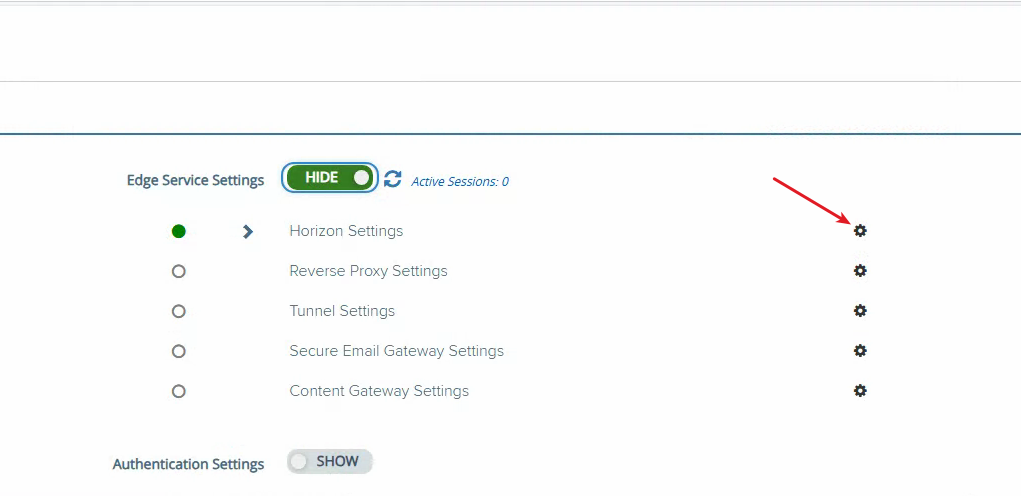 Edge Service Settings HIDE Active Sessions: 0
Horizon Settings
Reverse Proxy Settings
Tunnel Settings
Secure Email Gateway Settings
Content Gateway Settings
Authentication Settings SHOW